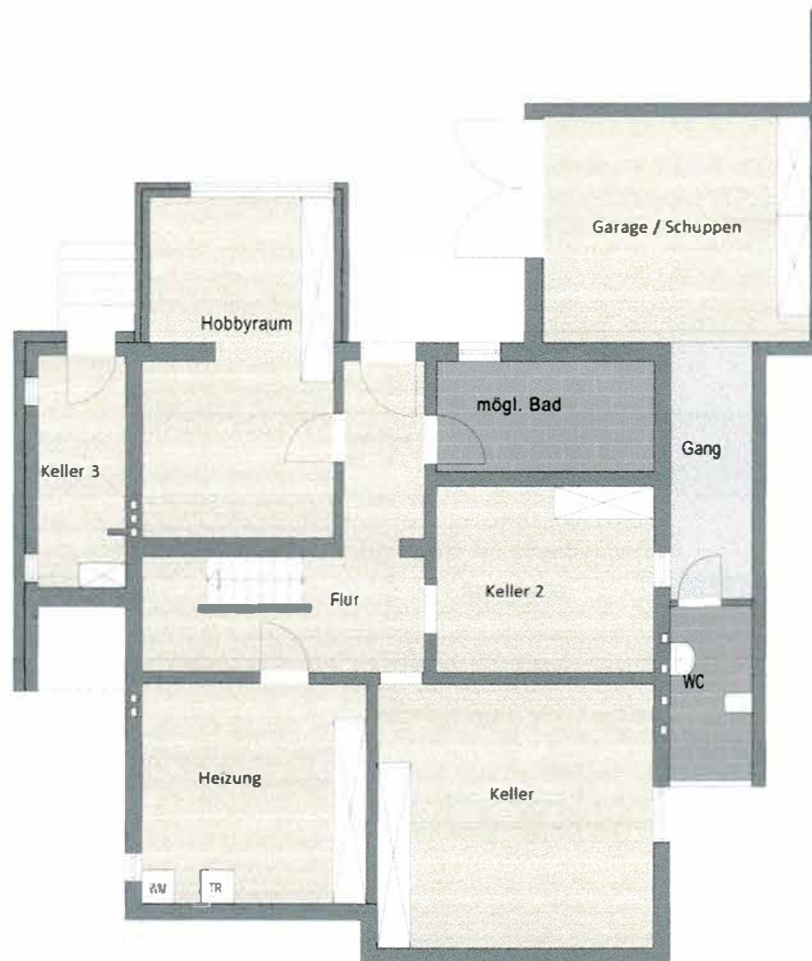 Garage / Schuppen
Hobbyraum
mögl. Bad
Gang
Keller 3
Keller 2
Flur
WC
Heizung
Keller
WM
TR